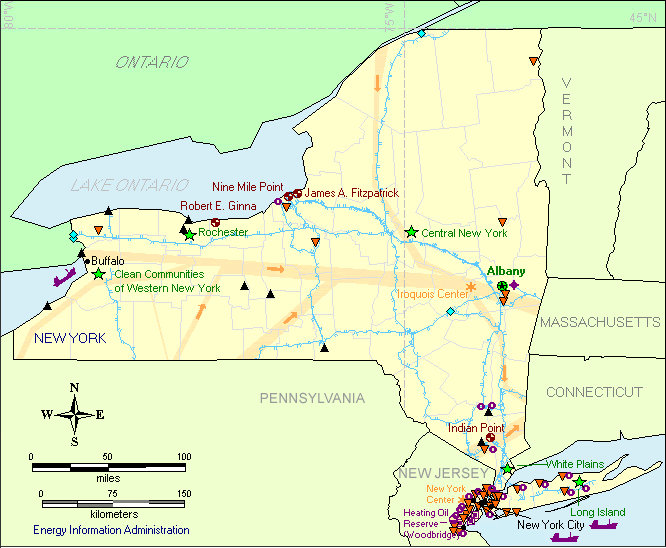 80°W
75°W
45°N
ONTARIO
VERMONT
LAKE ONTARIO
Nine Mile Point
James A. Fitzpatrick
Robert E. Ginna
Rochester
Central New York
Buffalo
Clean Communities
of Western New York
Albany
Iroquois Center
NEW YORK
MASSACHUSETTS
PENNSYLVANIA
CONNECTICUT
N
W
E
S
Indian Point
0
50
100
miles
0
75
150
kilometers
Energy Information Administration
NEW JERSEY
White Plains
New York
Center
Heating Oil
Reserve
(Woodbridge)
Long Island
New York City